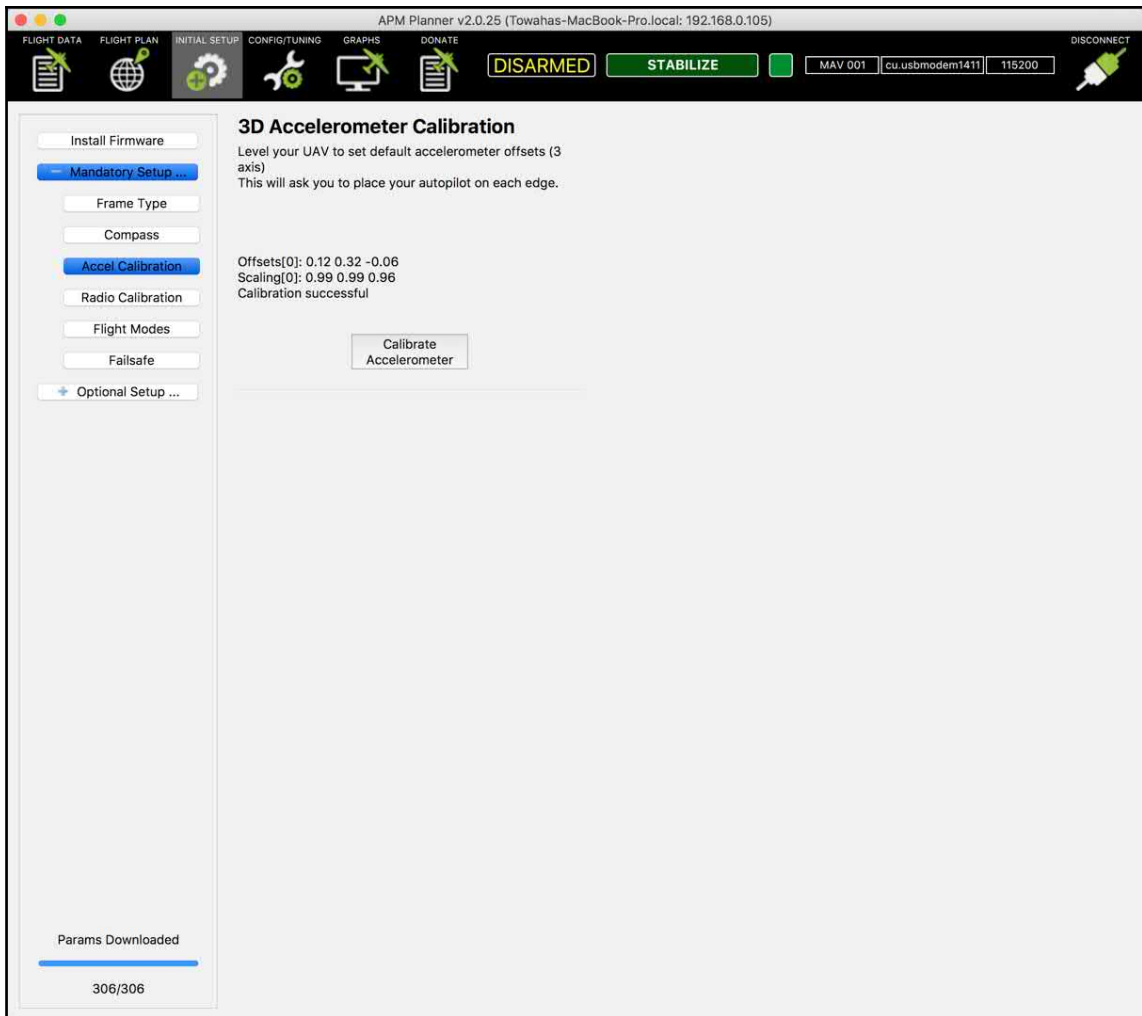 APM Planner v2.0.25 (Towahas-MacBook-Pro.local: 192.168.0.105)
FLIGHT DATA FLIGHT PLAN INITIAL SETUP CONFIG/TUNING GRAPHS DONATE DISCONNECT
DISARMED STABILIZE MAV 001 cu.usbmodem1411 115200
Install Firmware
Mandatory Setup ...
Frame Type
Compass
Accel Calibration
Radio Calibration
Flight Modes
Failsafe
Optional Setup ...
Params Downloaded
306/306
3D Accelerometer Calibration
Level your UAV to set default accelerometer offsets (3
axis)
This will ask you to place your autopilot on each edge.
Offsets[0]: 0.12 0.32 -0.06
Scaling[0]: 0.99 0.99 0.96
Calibration successful
Calibrate
Accelerometer